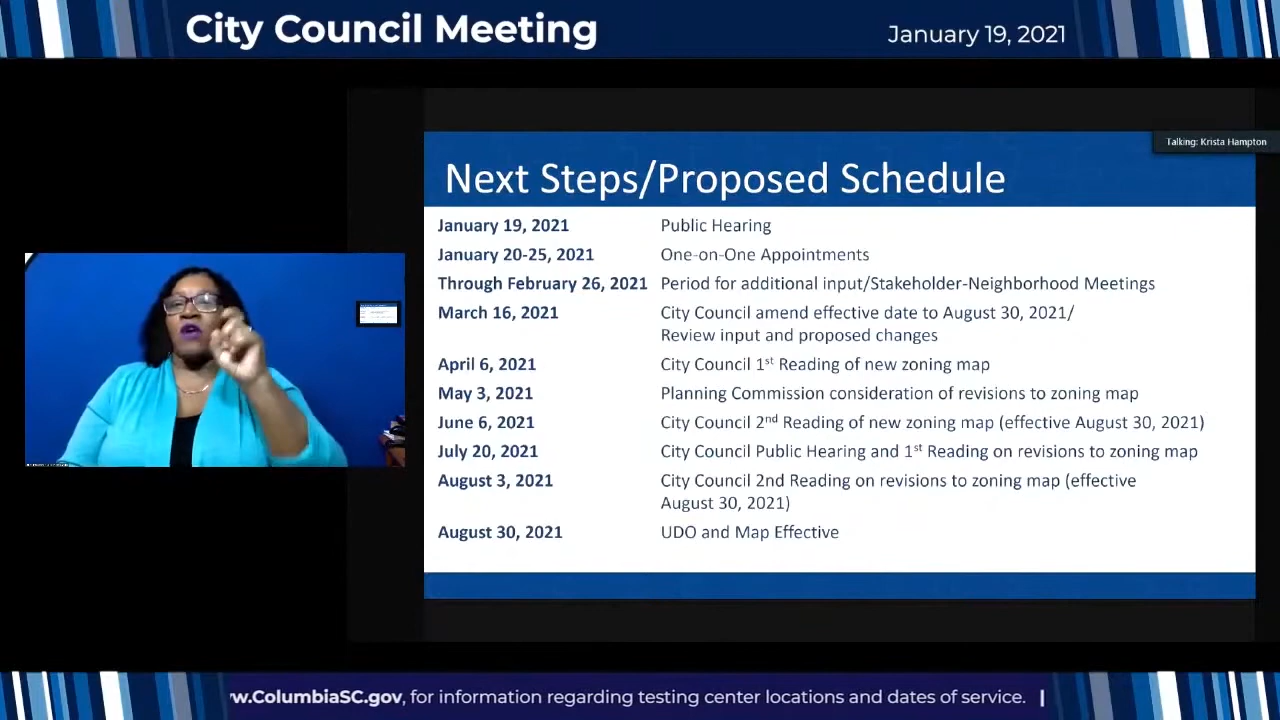 City Council Meeting
January 19, 2021
Talking: Krista Hampton
Next Steps/Proposed Schedule
January 19, 2021 Public Hearing
January 20-25, 2021 One-on-One Appointments
Through February 26, 2021 Period for additional input/Stakeholder-Neighborhood Meetings
March 16, 2021 City Council amend effective date to August 30, 2021/
Review input and proposed changes
April 6, 2021 City Council 1st Reading of new zoning map
May 3, 2021 Planning Commission consideration of revisions to zoning map
June 6, 2021 City Council 2nd Reading of new zoning map (effective August 30, 2021)
July 20, 2021 City Council Public Hearing and 1st Reading on revisions to zoning map
August 3, 2021 City Council 2nd Reading on revisions to zoning map (effective
August 30, 2021)
August 30, 2021 UDO and Map Effective
w.ColumbiaSC.gov, for information regarding testing center locations and dates of service. |